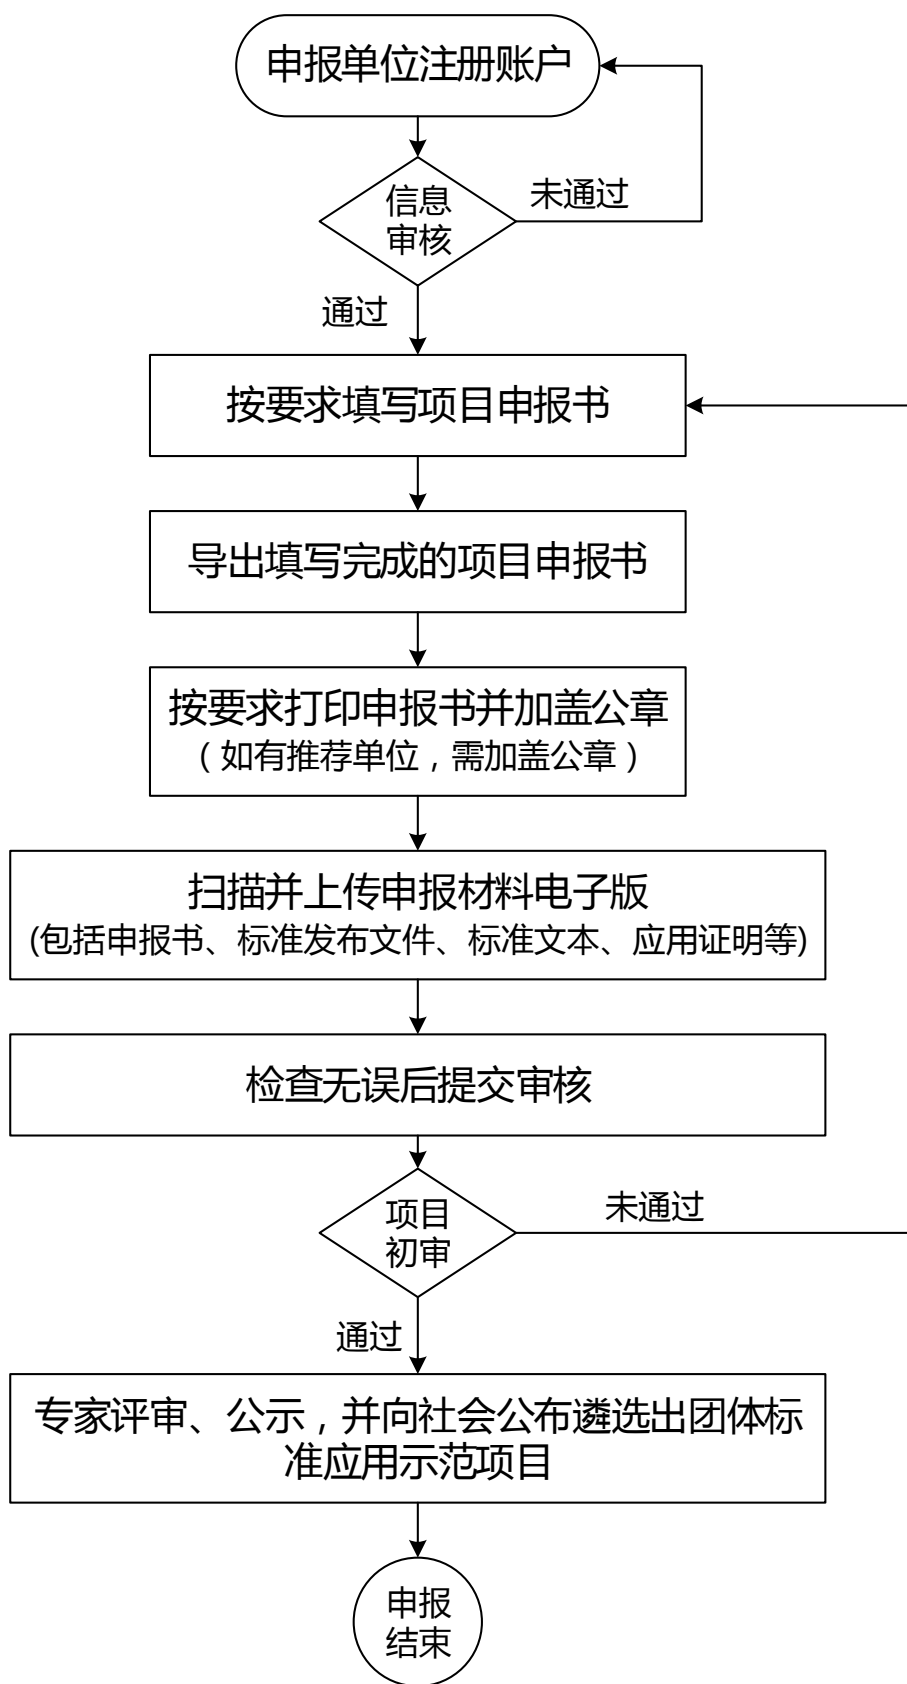 申报单位注册账户
信息
审核
未通过
通过
按要求填写项目申报书
导出填写完成的项目申报书
按要求打印申报书并加盖公章
（如有推荐单位，需加盖公章）
扫描并上传申报材料电子版
(包括申报书、标准发布文件、标准文本、应用证明等)
检查无误后提交审核
项目
初审
未通过
通过
专家评审、公示，并向社会公布遴选出团体标
准应用示范项目
申报
结束